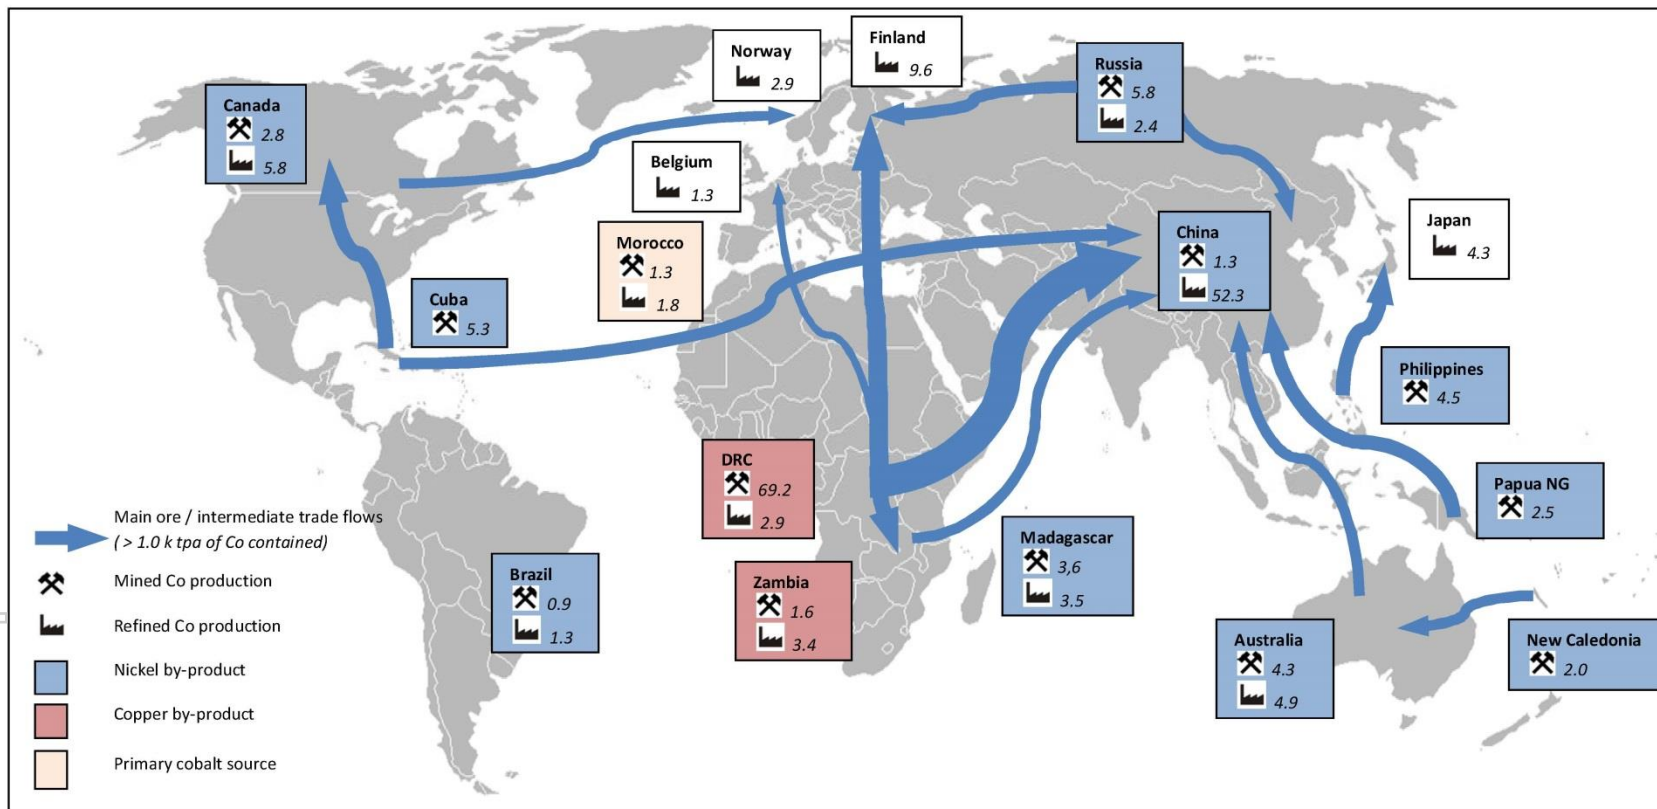 Norway
2.9
Finland
9.6
Russia
5.8
2.4
Canada
2.8
5.8
Belgium
1.3
Japan
4.3
Morocco
1.3
1.8
China
1.3
52.3
Cuba
5.3
Philippines
4.5
DRC
69.2
2.9
Papua NG
2.5
Madagascar
3,6
3.5
Brazil
0.9
1.3
Zambia
1.6
3.4
Australia
4.3
4.9
New Caledonia
2.0
Main ore / intermediate trade flows
( > 1.0 k tpa of Co contained)
Mined Co production
Refined Co production
Nickel by-product
Copper by-product
Primary cobalt source